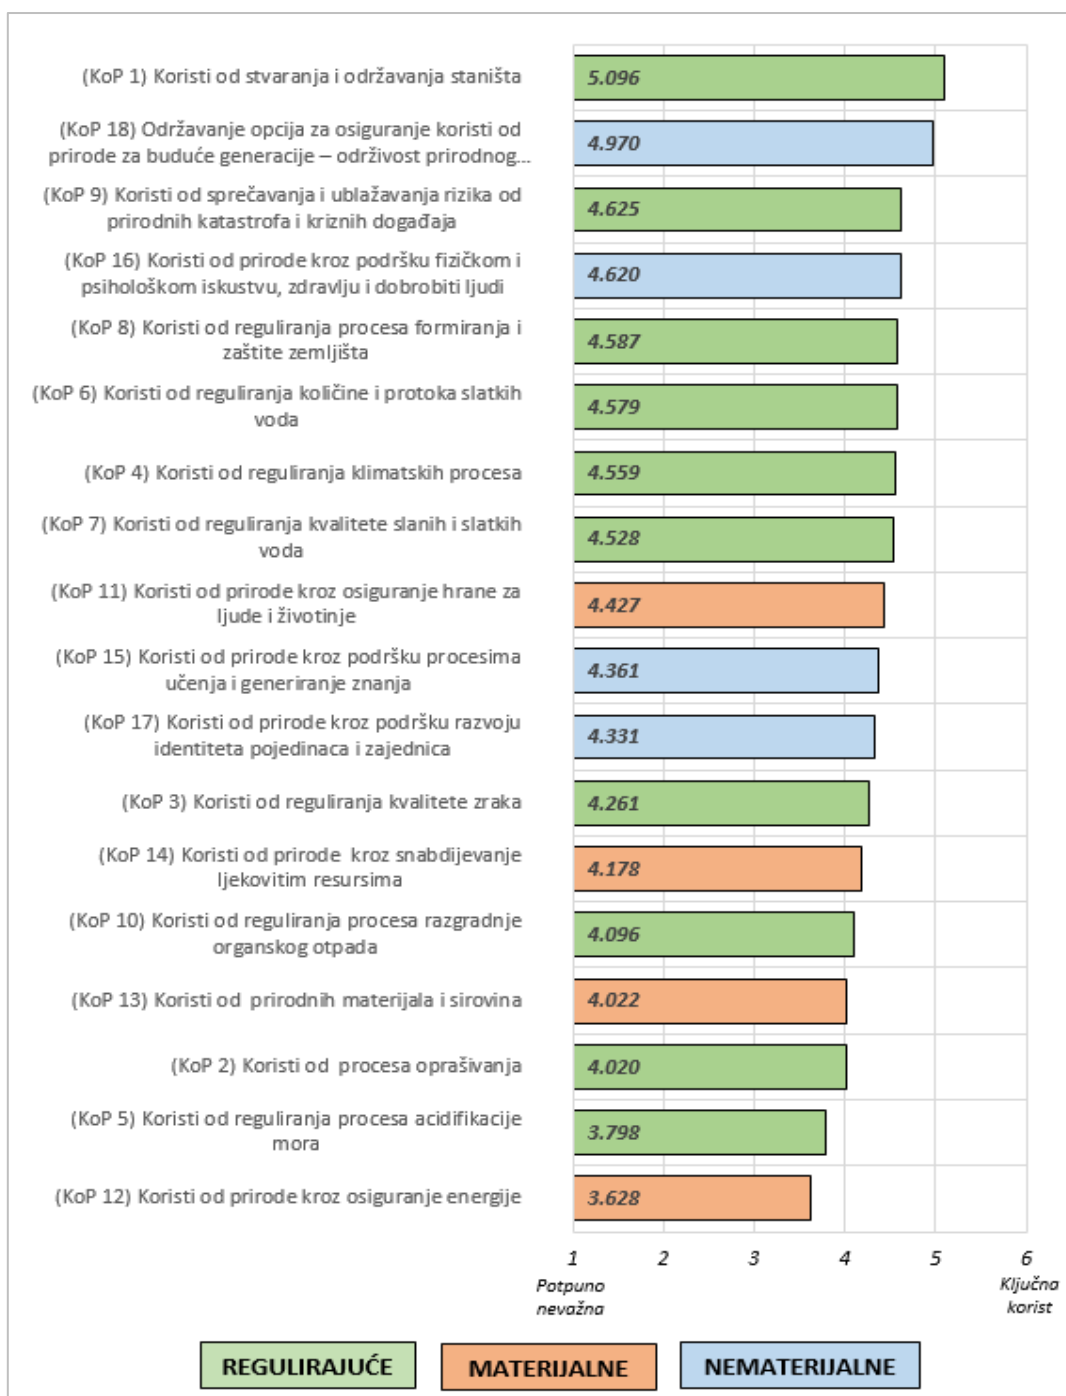 (KoP 1) Koristi od stvaranja i održavanja staništa
5.096
(KoP 18) Održavanje opcija za osiguranje koristi od
prirode za buduće generacije – održivost prirodnog...
4.970
(KoP 9) Koristi od sprečavanja i ublažavanja rizika od
prirodnih katastrofa i kriznih događaja
4.625
(KoP 16) Koristi od prirode kroz podršku fizičkom i
psihološkom iskustvu, zdravlju i dobrobiti ljudi
4.620
(KoP 8) Koristi od reguliranja procesa formiranja i
zaštite zemljišta
4.587
(KoP 6) Koristi od reguliranja količine i protoka slatkih
voda
4.579
(KoP 4) Koristi od reguliranja klimatskih procesa
4.559
(KoP 7) Koristi od reguliranja kvalitete slanih i slatkih
voda
4.528
(KoP 11) Koristi od prirode kroz osiguranje hrane za
ljude i životinje
4.427
(KoP 15) Koristi od prirode kroz podršku procesima
učenja i generiranje znanja
4.361
(KoP 17) Koristi od prirode kroz podršku razvoju
identiteta pojedinaca i zajednica
4.331
(KoP 3) Koristi od reguliranja kvalitete zraka
4.261
(KoP 14) Koristi od prirode kroz snabdijevanje
ljekovitim resursima
4.178
(KoP 10) Koristi od reguliranja procesa razgradnje
organskog otpada
4.096
(KoP 13) Koristi od prirodnih materijala i sirovina
4.022
(KoP 2) Koristi od procesa oprašivanja
4.020
(KoP 5) Koristi od reguliranja procesa acidifikacije
mora
3.798
(KoP 12) Koristi od prirode kroz osiguranje energije
3.628
1 2 3 4 5 6
Potpuno
nevažna
Ključna
korist
REGULIRAJUĆE MATERIJALNE NEMATERIJALNE